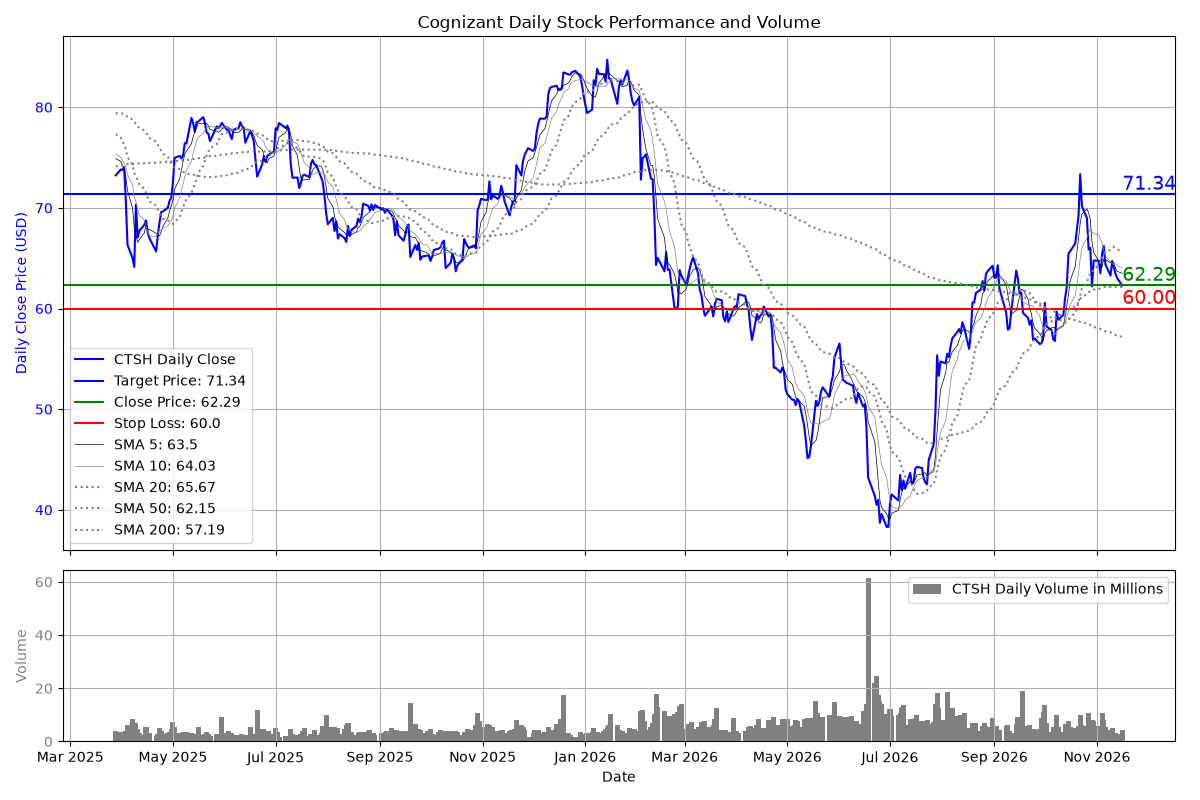 Cognizant Daily Stock Performance and Volume
Daily Close Price (USD)
80
70
60
50
40
71.34
62.29
60.00
CTSH Daily Close
Target Price: 71.34
Close Price: 62.29
Stop Loss: 60.0
SMA 5: 63.5
SMA 10: 64.03
SMA 20: 65.67
SMA 50: 62.15
SMA 200: 57.19
Volume
60
40
20
0
CTSH Daily Volume in Millions
Mar 2025 May 2025 Jul 2025 Sep 2025 Nov 2025 Jan 2026 Mar 2026 May 2026 Jul 2026 Sep 2026 Nov 2026
Date